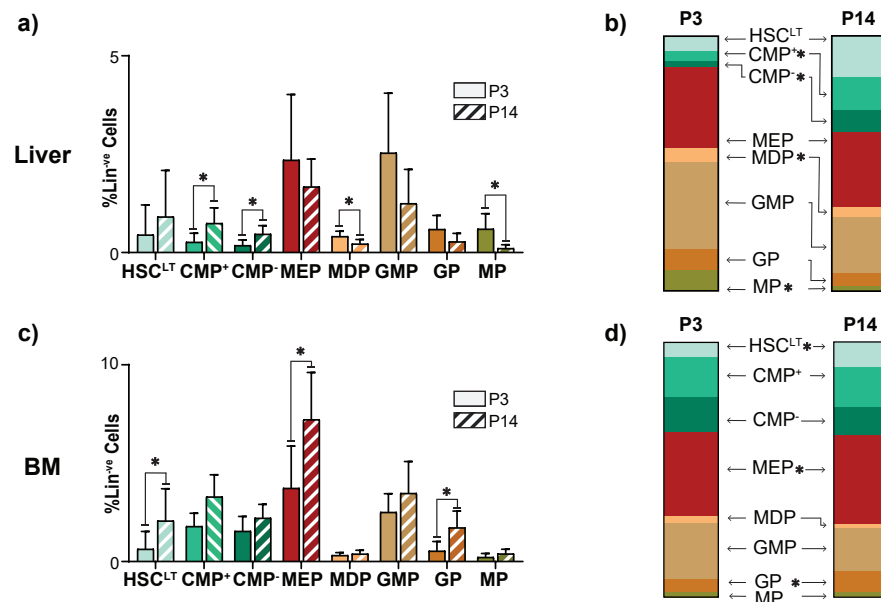 a)
Liver
%Lin⁻ᵛᵉ Cells
5
0
P3
P14
*
*
*
*
HSCᴸᵀ CMP⁺ CMP⁻ MEP MDP GMP GP MP
b)
P3 P14
HSCᴸᵀ
CMP⁺*
CMP⁻*
MEP
MDP*
GMP
GP
MP*
c)
BM
%Lin⁻ᵛᵉ Cells
10
0
P3
P14
*
*
*
HSCᴸᵀ CMP⁺ CMP⁻ MEP MDP GMP GP MP
d)
P3 P14
HSCᴸᵀ*
CMP⁺
CMP⁻
MEP*
MDP
GMP
GP *
MP